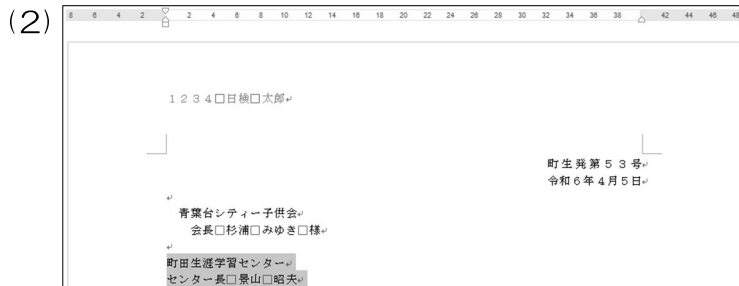 (2)
8 6 4 2 2 4 6 8 10 12 14 16 18 20 22 24 26 28 30 32 34 36 38 42 44 46 48
1234□日検□太郎↵
町生発第53号↵
令和6年4月5日↵
↵
青葉台シティー子供会↵
会長□杉浦□みゆき□様↵
↵
町田生涯学習センター↵
センター長□景山□昭夫↵